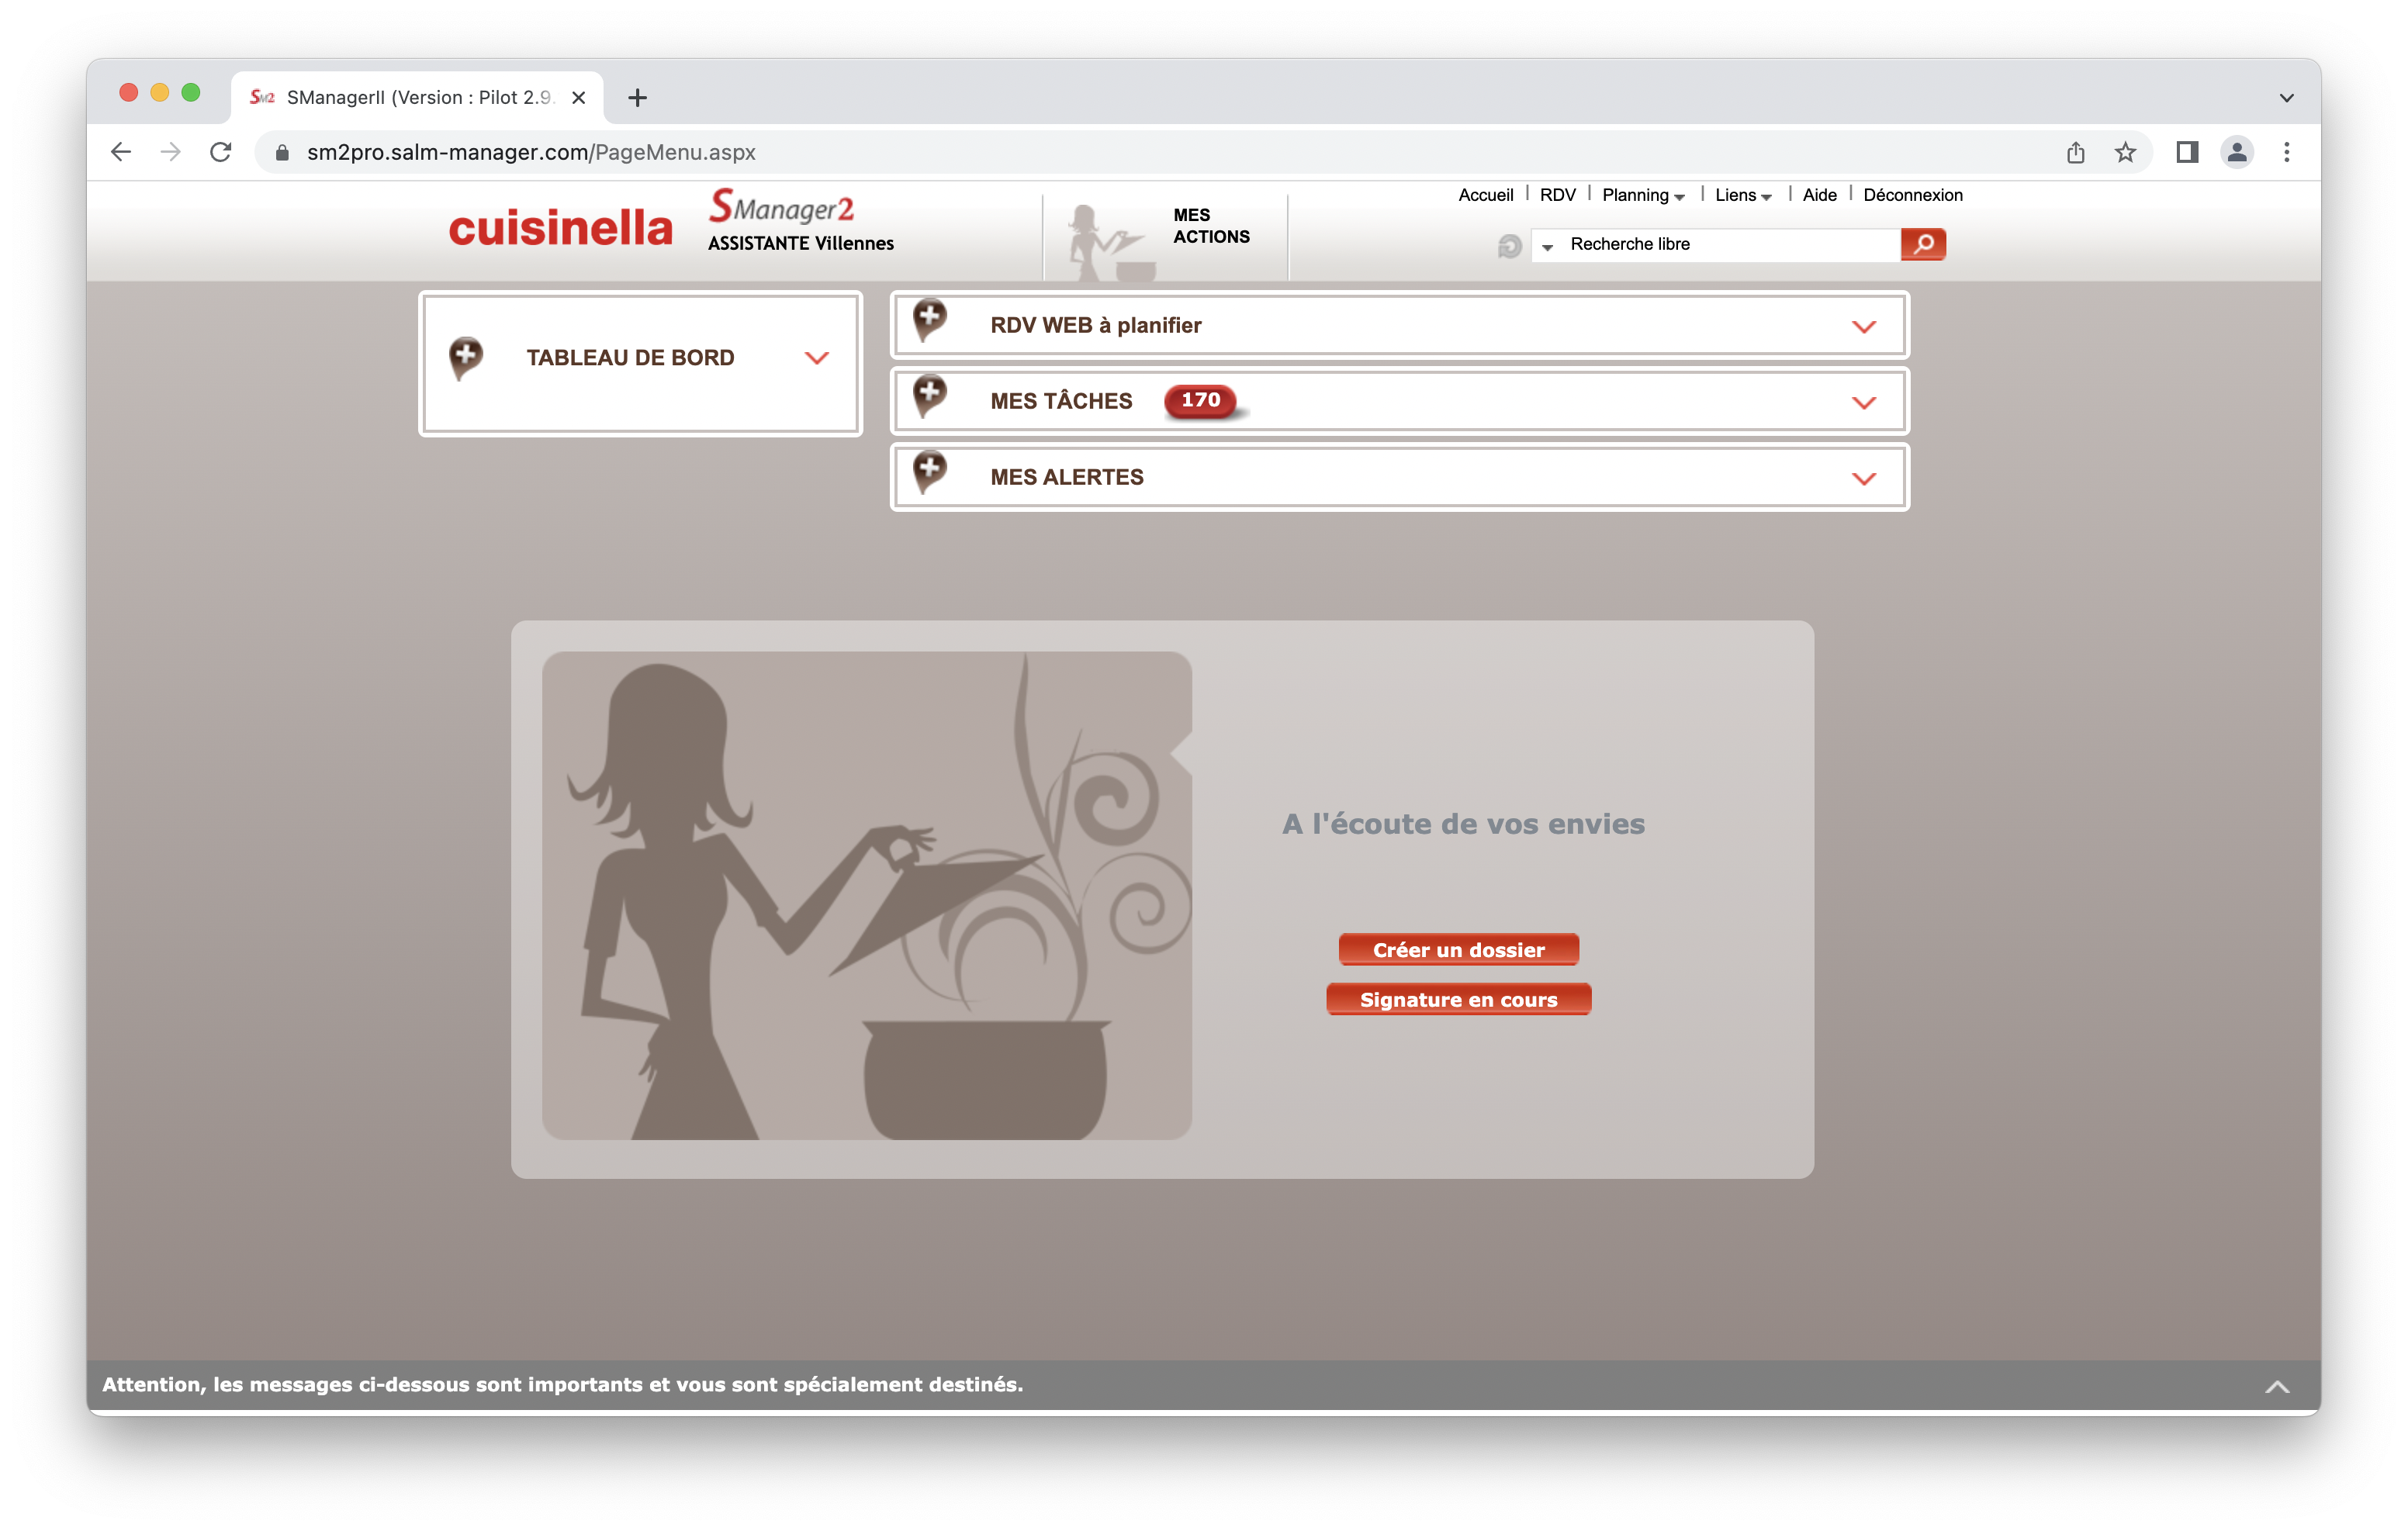 SM2 SManagerII (Version : Pilot 2.9.
sm2pro.salm-manager.com/PageMenu.aspx
Accueil | RDV | Planning | Liens | Aide | Déconnexion
cuisinella
SManager2
ASSISTANTE Villennes
MES
ACTIONS
Recherche libre
TABLEAU DE BORD
RDV WEB à planifier
MES TÂCHES 170
MES ALERTES
A l'écoute de vos envies
Créer un dossier
Signature en cours
Attention, les messages ci-dessous sont importants et vous sont spécialement destinés.